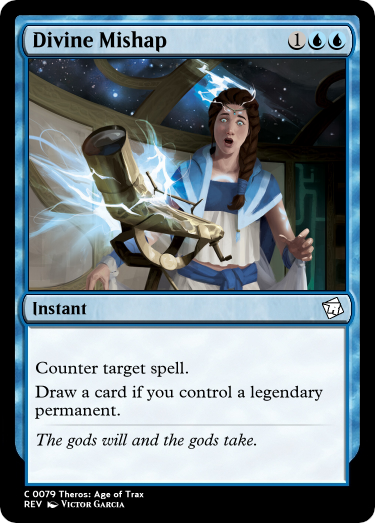 Divine Mishap 1
Instant
Counter target spell.
Draw a card if you control a legendary
permanent.
The gods will and the gods take.
C 0079 Theros: Age of Trax
REV Victor Garcia